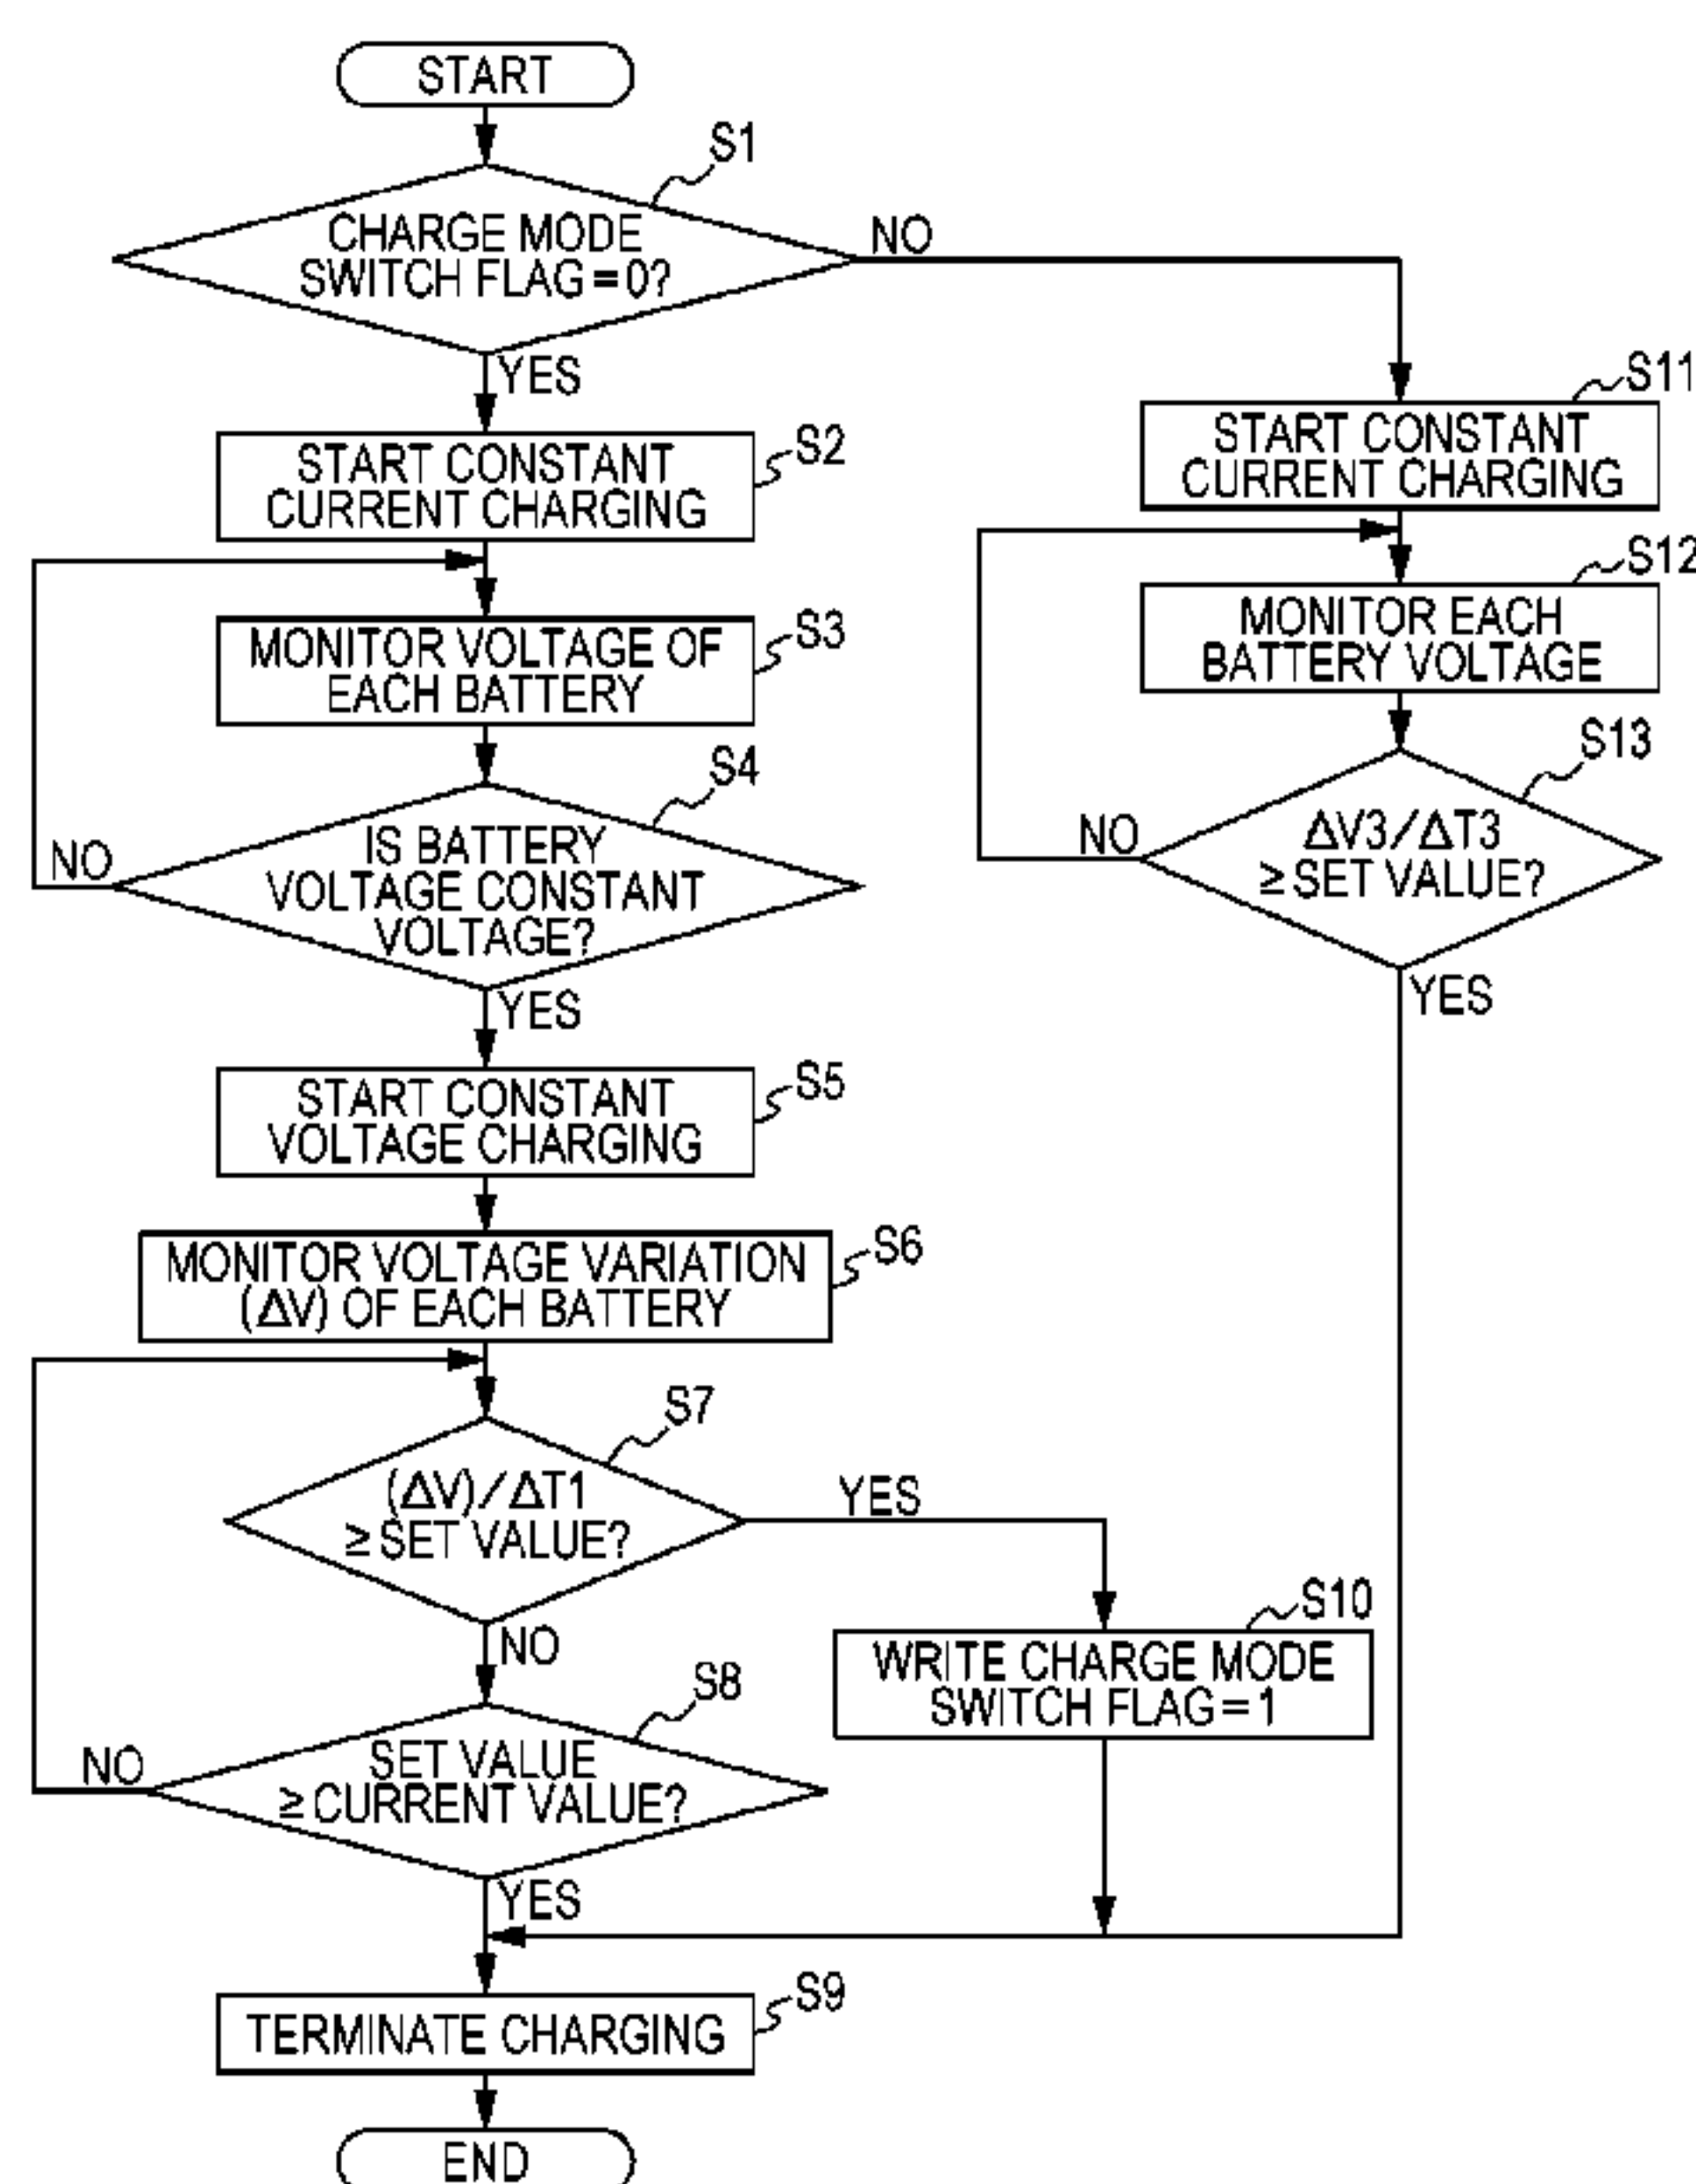 START
S1
CHARGE MODE
SWITCH FLAG=0?
NO
YES
S2
START CONSTANT
CURRENT CHARGING
S3
MONITOR VOLTAGE OF
EACH BATTERY
S4
IS BATTERY
VOLTAGE CONSTANT
VOLTAGE?
NO
YES
S5
START CONSTANT
VOLTAGE CHARGING
S6
MONITOR VOLTAGE VARIATION
(ΔV) OF EACH BATTERY
S7
(ΔV)/ΔT1
≥ SET VALUE?
YES
NO
S8
SET VALUE
≥ CURRENT VALUE?
NO
YES
S9
TERMINATE CHARGING
END
S10
WRITE CHARGE MODE
SWITCH FLAG=1
S11
START CONSTANT
CURRENT CHARGING
S12
MONITOR EACH
BATTERY VOLTAGE
S13
ΔV3/ΔT3
≥ SET VALUE?
NO
YES